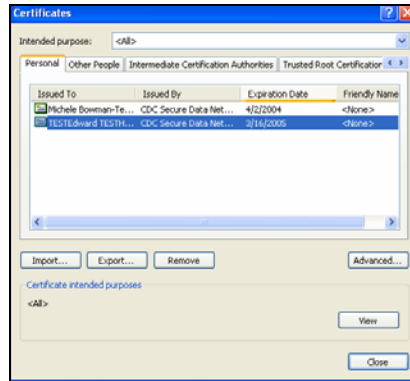 Certificates
Intended purpose: <All>
Personal Other People Intermediate Certification Authorities Trusted Root Certification
Issued To Issued By Expiration Date Friendly Name
Michele Bowman-Te... CDC Secure Data Net... 4/2/2004 <None>
TESTEdward TESTH... CDC Secure Data Net... 3/16/2005 <None>
Import... Export... Remove Advanced...
Certificate intended purposes
<All>
View
Close